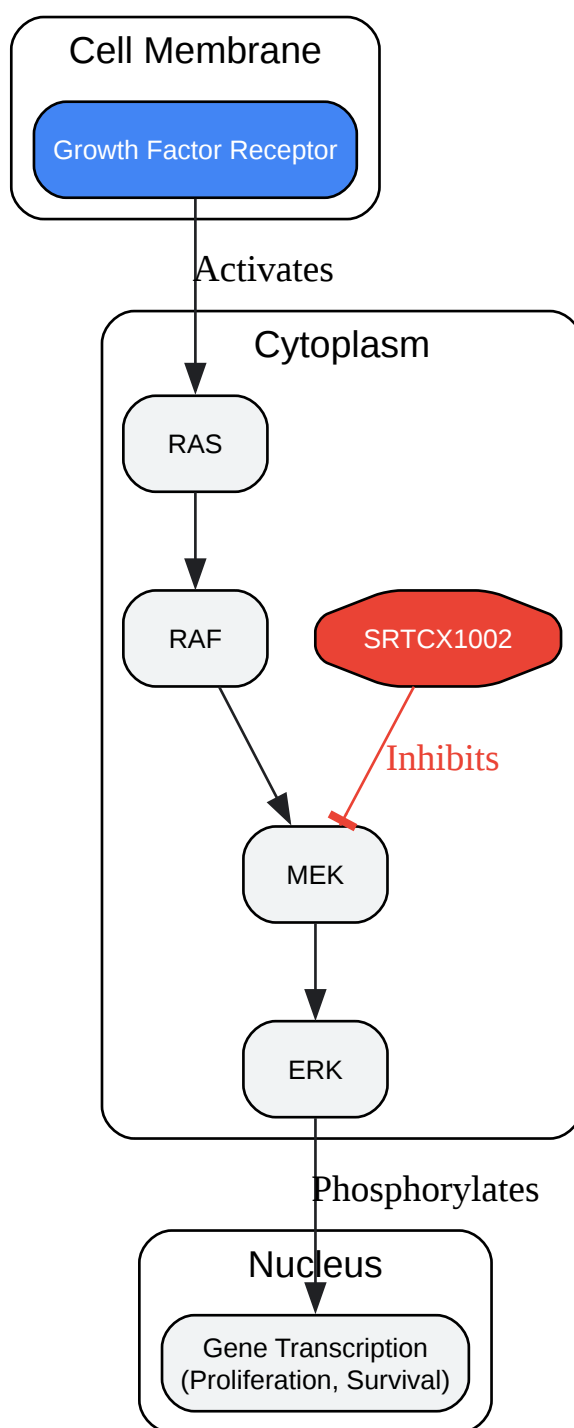 Cell Membrane
Growth Factor Receptor
Activates
Cytoplasm
RAS
RAF
SRTCX1002
Inhibits
MEK
ERK
Phosphorylates
Nucleus
Gene Transcription
(Proliferation, Survival)